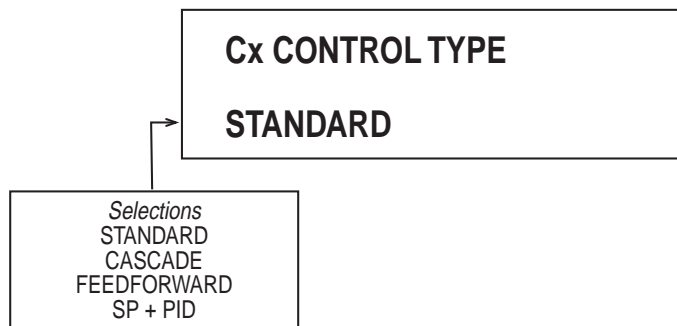 Cx CONTROL TYPE
STANDARD
Selections
STANDARD
CASCADE
FEEDFORWARD
SP + PID